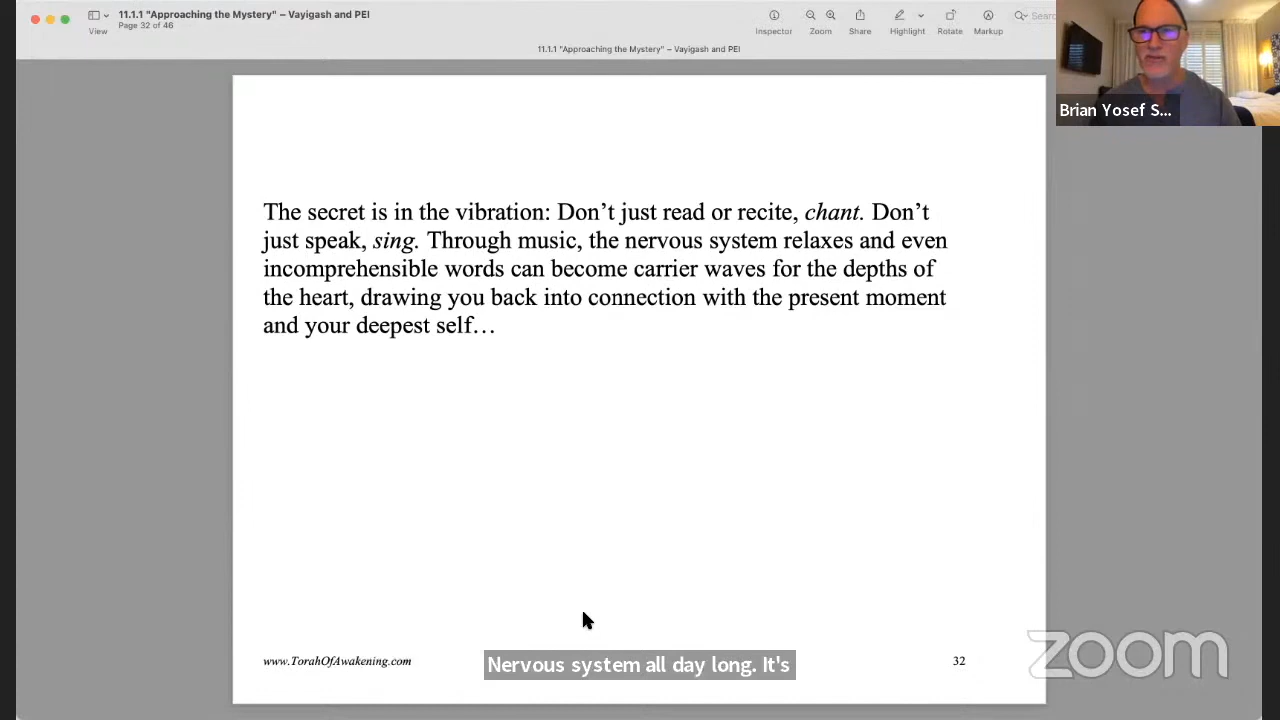 11.1.1 "Approaching the Mystery" – Vayigash and PEI
Page 32 of 46
View
Inspector
Zoom
Share
Highlight
Rotate
Markup
Sear
11.1.1 "Approaching the Mystery" – Vayigash and PEI
Brian Yosef S...
The secret is in the vibration: Don't just read or recite, chant. Don't
just speak, sing. Through music, the nervous system relaxes and even
incomprehensible words can become carrier waves for the depths of
the heart, drawing you back into connection with the present moment
and your deepest self…
www.TorahOfAwakening.com
Nervous system all day long. It's
32
zoom